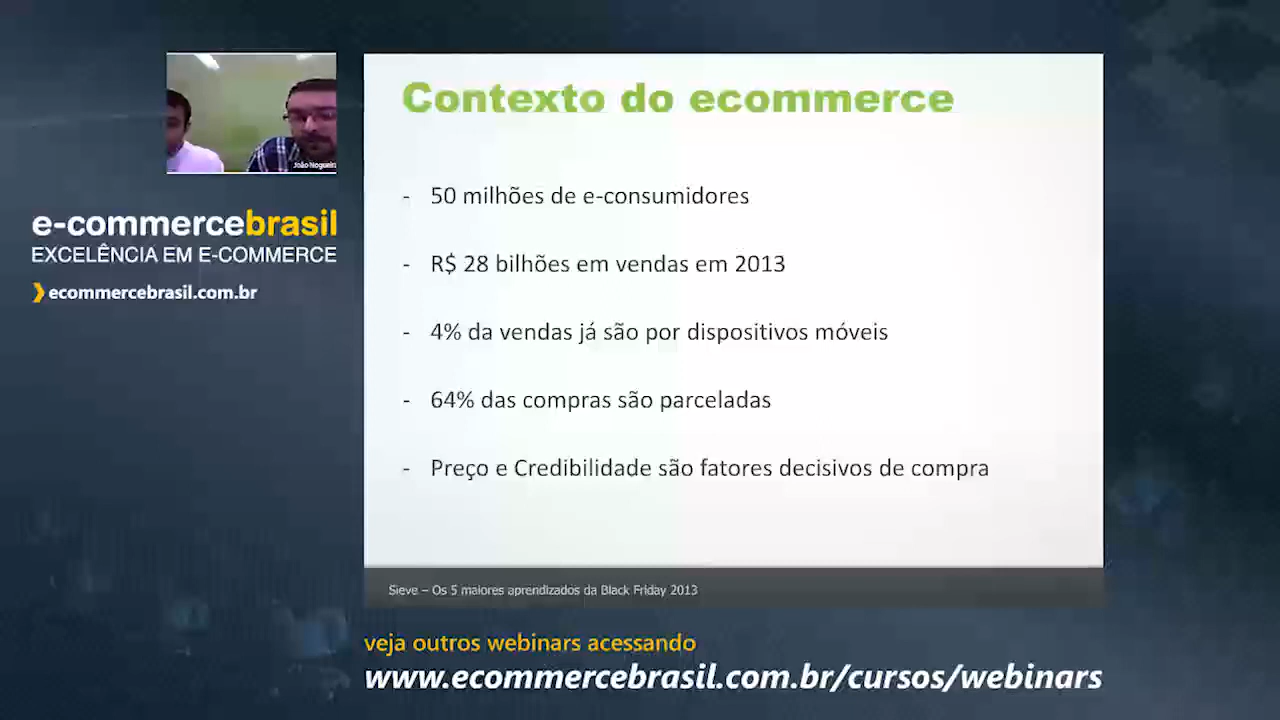 João Nogueira
e-commercebrasil
EXCELÊNCIA EM E-COMMERCE
ecommercebrasil.com.br
Contexto do ecommerce
- 50 milhões de e-consumidores
- R$ 28 bilhões em vendas em 2013
- 4% da vendas já são por dispositivos móveis
- 64% das compras são parceladas
- Preço e Credibilidade são fatores decisivos de compra
Sieve – Os 5 maiores aprendizados da Black Friday 2013
veja outros webinars acessando
www.ecommercebrasil.com.br/cursos/webinars